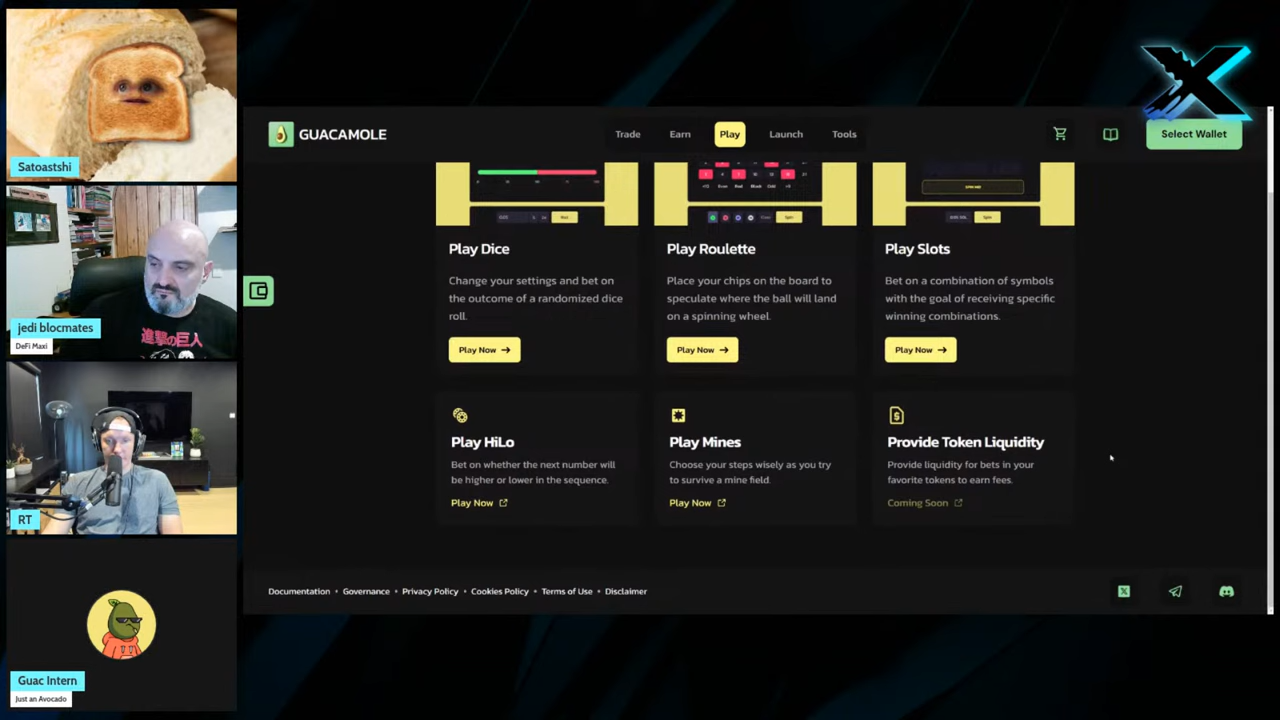 Satoastshi
jedi blocmates
DeFi Maxi
進撃の巨人
RT
Guac Intern
Just an Avocado
X
GUACAMOLE
Trade
Earn
Play
Launch
Tools
Select Wallet
Play Dice
Change your settings and bet on
the outcome of a randomized dice
roll.
Play Now
Play Roulette
Place your chips on the board to
speculate where the ball will land
on a spinning wheel.
Play Now
Play Slots
Bet on a combination of symbols
with the goal of receiving specific
winning combinations.
Play Now
Play HiLo
Bet on whether the next number will
be higher or lower in the sequence.
Play Now
Play Mines
Choose your steps wisely as you try
to survive a mine field.
Play Now
Provide Token Liquidity
Provide liquidity for bets in your
favorite tokens to earn fees.
Coming Soon
Documentation • Governance • Privacy Policy • Cookies Policy • Terms of Use • Disclaimer